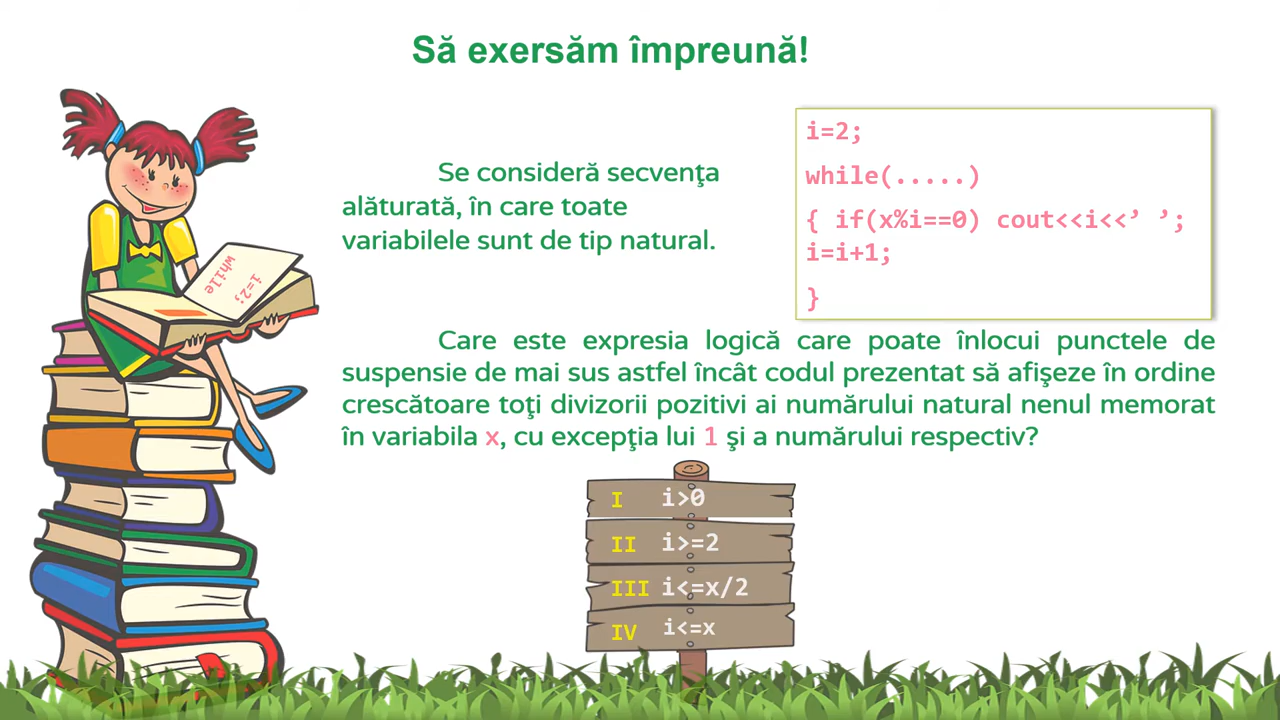 Să exersăm împreună!
Se consideră secvenţa
alăturată, în care toate
variabilele sunt de tip natural.
i=2;
while(.....)
{ if(x%i==0) cout<<i<<’ ’;
i=i+1;
}
while
i=2;
Care este expresia logică care poate înlocui punctele de
suspensie de mai sus astfel încât codul prezentat să afişeze în ordine
crescătoare toţi divizorii pozitivi ai numărului natural nenul memorat
în variabila x, cu excepţia lui 1 şi a numărului respectiv?
I i>0
II i>=2
III i<=x/2
IV i<=x